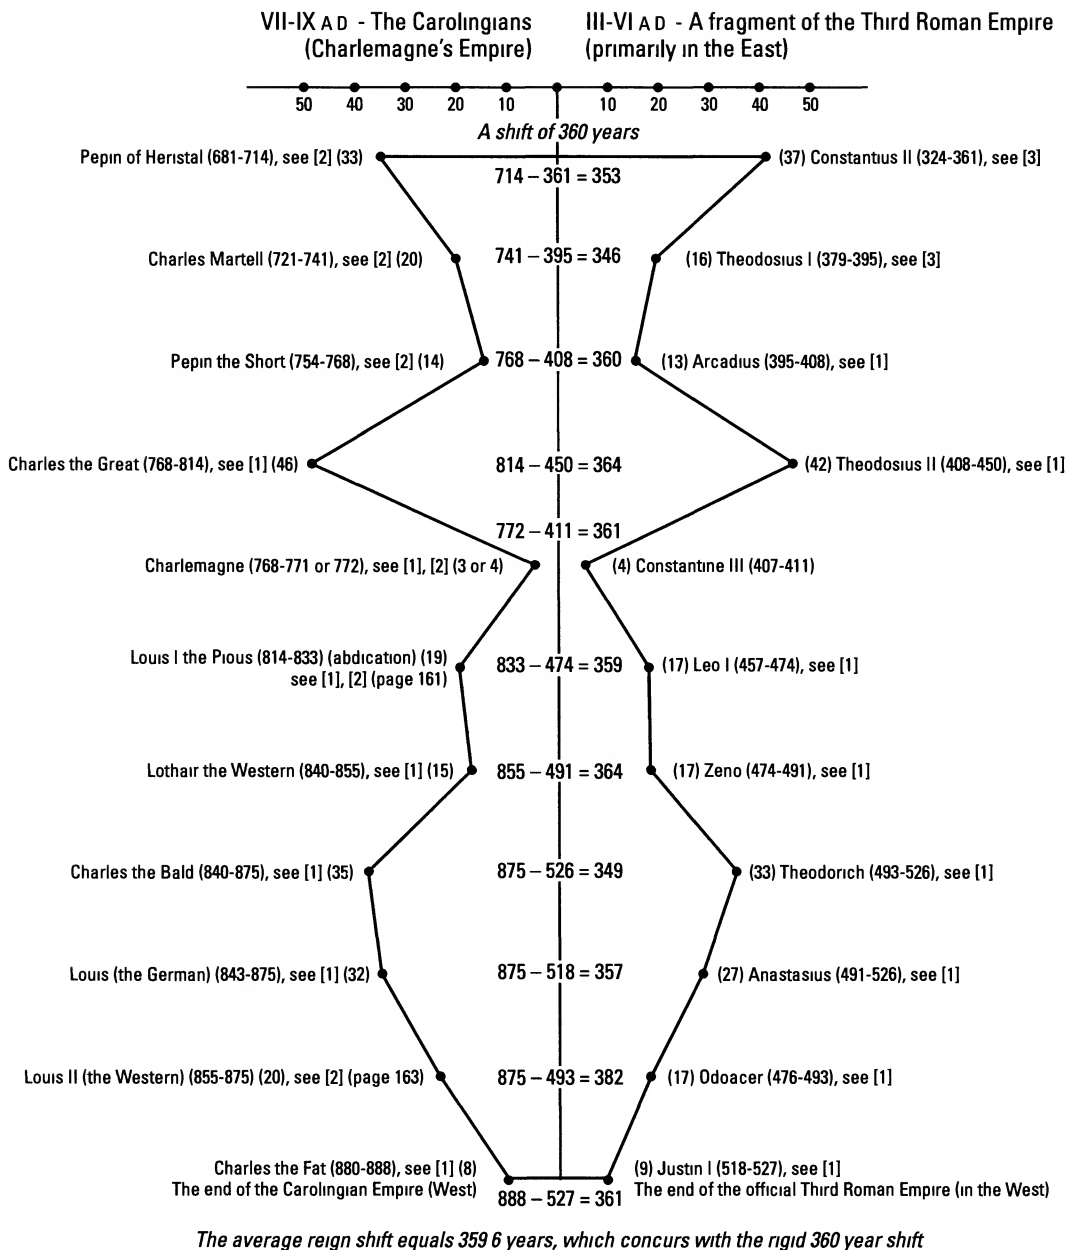 VII-IX A D - The Carolingians
(Charlemagne's Empire)
III-VI A D - A fragment of the Third Roman Empire
(primarily in the East)
50 40 30 20 10 10 20 30 40 50
A shift of 360 years
Pepin of Heristal (681-714), see [2] (33)
714 – 361 = 353
(37) Constantius II (324-361), see [3]
Charles Martell (721-741), see [2] (20)
741 – 395 = 346
(16) Theodosius I (379-395), see [3]
Pepin the Short (754-768), see [2] (14)
768 – 408 = 360
(13) Arcadius (395-408), see [1]
Charles the Great (768-814), see [1] (46)
814 – 450 = 364
(42) Theodosius II (408-450), see [1]
772 – 411 = 361
Charlemagne (768-771 or 772), see [1], [2] (3 or 4)
(4) Constantine III (407-411)
Louis I the Pious (814-833) (abdication) (19)
see [1], [2] (page 161)
833 – 474 = 359
(17) Leo I (457-474), see [1]
Lothair the Western (840-855), see [1] (15)
855 – 491 = 364
(17) Zeno (474-491), see [1]
Charles the Bald (840-875), see [1] (35)
875 – 526 = 349
(33) Theodorich (493-526), see [1]
Louis (the German) (843-875), see [1] (32)
875 – 518 = 357
(27) Anastasius (491-526), see [1]
Louis II (the Western) (855-875) (20), see [2] (page 163)
875 – 493 = 382
(17) Odoacer (476-493), see [1]
Charles the Fat (880-888), see [1] (8)
The end of the Carolingian Empire (West)
888 – 527 = 361
(9) Justin I (518-527), see [1]
The end of the official Third Roman Empire (in the West)
The average reign shift equals 359 6 years, which concurs with the rigid 360 year shift